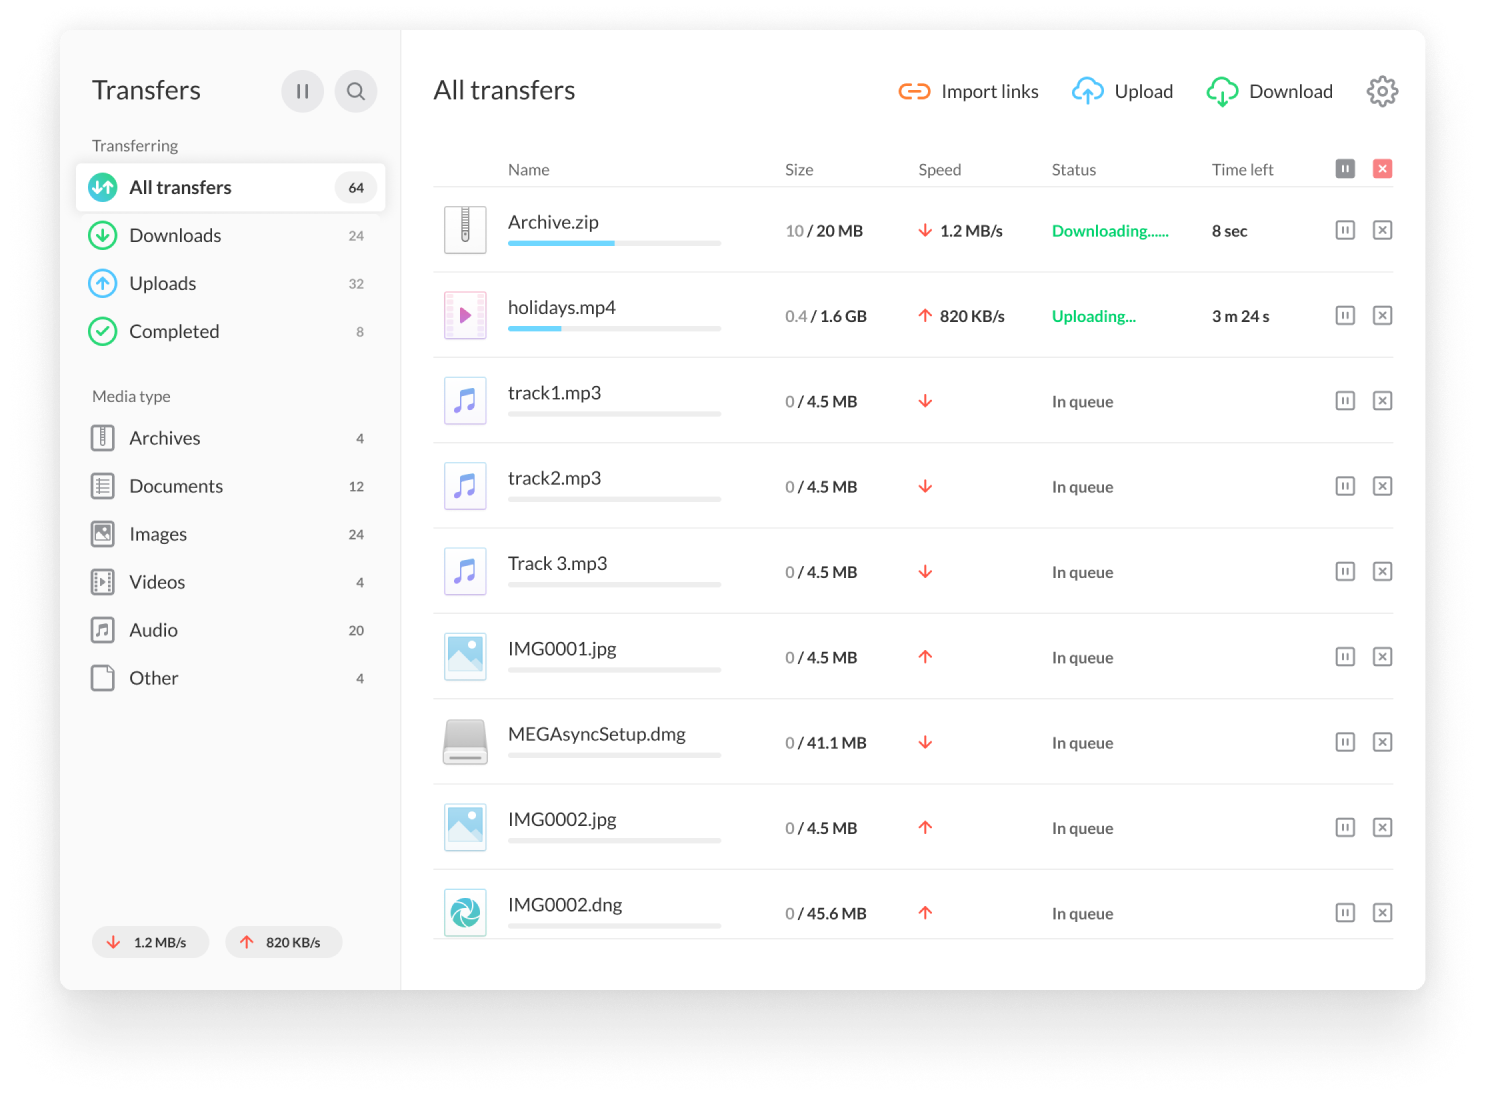 Transfers
Transferring
All transfers 64
Downloads 24
Uploads 32
Completed 8
Media type
Archives 4
Documents 12
Images 24
Videos 4
Audio 20
Other 4
1.2 MB/s 820 KB/s
All transfers Import links Upload Download
Name Size Speed Status Time left
Archive.zip 10 / 20 MB 1.2 MB/s Downloading...... 8 sec
holidays.mp4 0.4 / 1.6 GB 820 KB/s Uploading... 3 m 24 s
track1.mp3 0 / 4.5 MB In queue
track2.mp3 0 / 4.5 MB In queue
Track 3.mp3 0 / 4.5 MB In queue
IMG0001.jpg 0 / 4.5 MB In queue
MEGAsyncSetup.dmg 0 / 41.1 MB In queue
IMG0002.jpg 0 / 4.5 MB In queue
IMG0002.dng 0 / 45.6 MB In queue